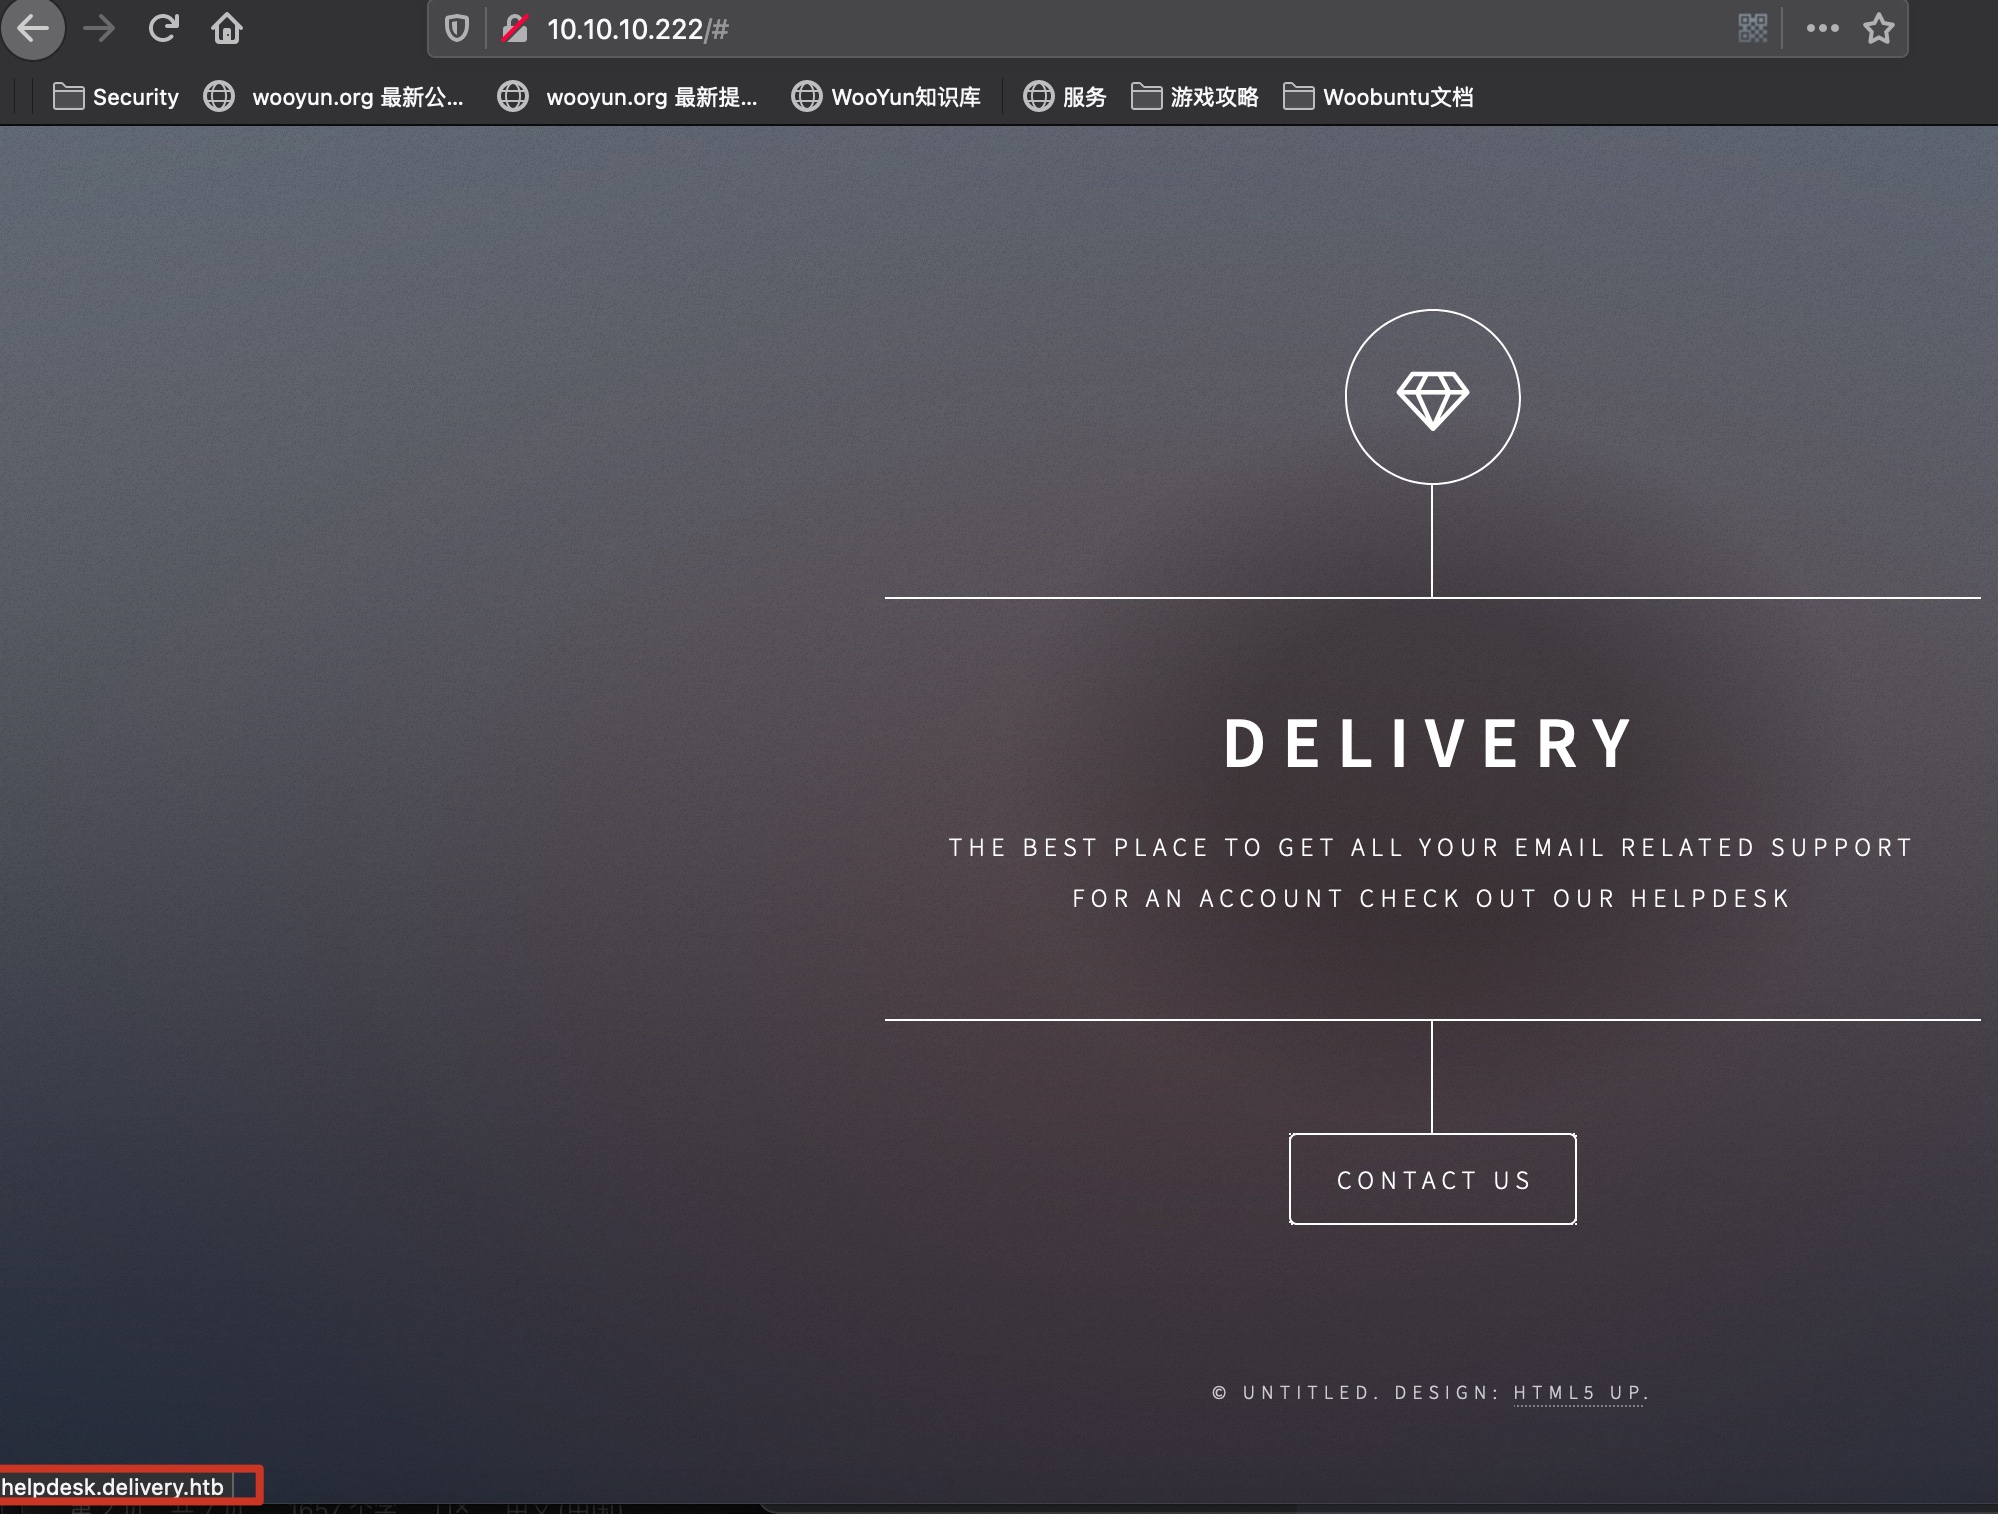 10.10.10.222/#
Security wooyun.org 最新公... wooyun.org 最新提... WooYun知识库 服务 游戏攻略 Woobuntu文档
DELIVERY
THE BEST PLACE TO GET ALL YOUR EMAIL RELATED SUPPORT
FOR AN ACCOUNT CHECK OUT OUR HELPDESK
CONTACT US
© UNTITLED. DESIGN: HTML5 UP.
helpdesk.delivery.htb